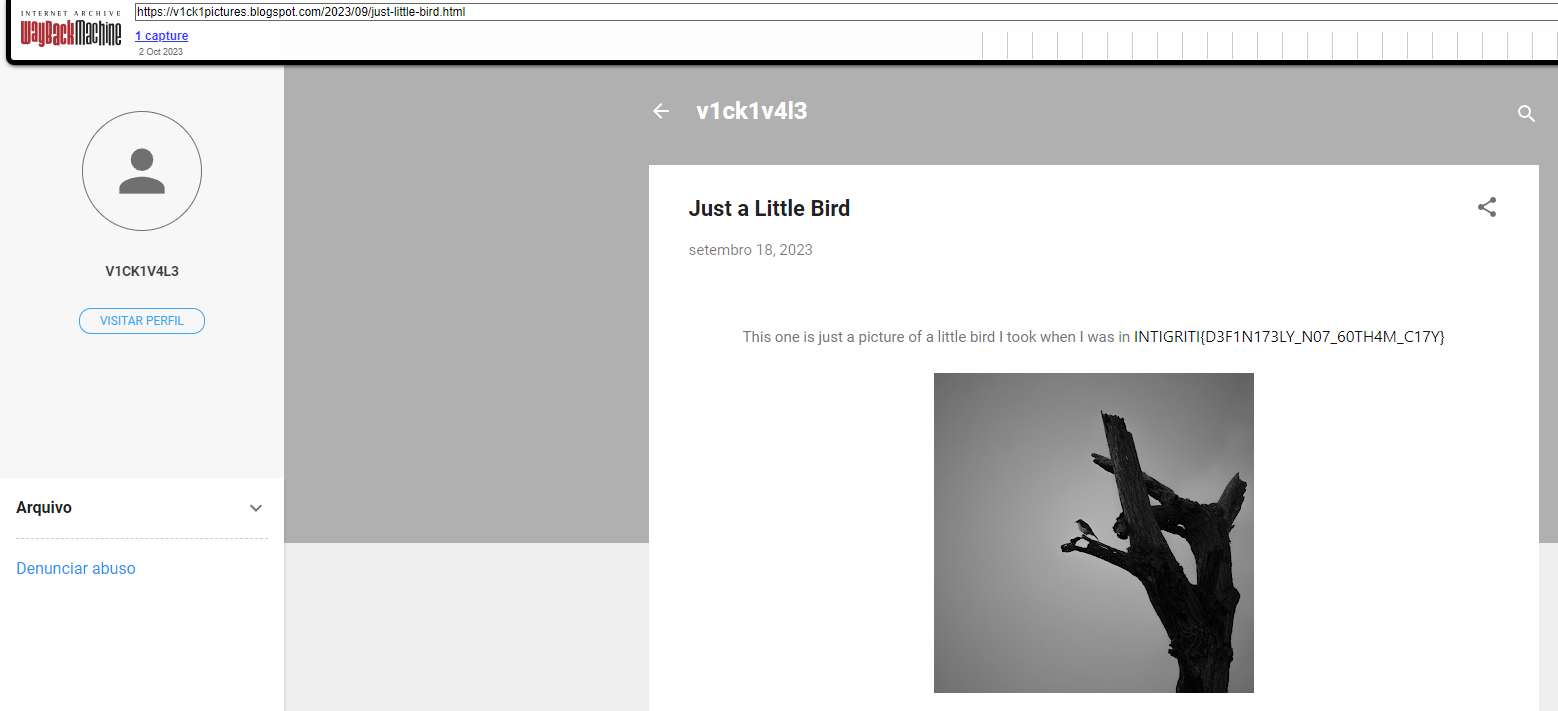 INTERNET ARCHIVE
WayBackMachine
https://v1ck1pictures.blogspot.com/2023/09/just-little-bird.html
1 capture
2 Oct 2023
v1ck1v4l3
V1CK1V4L3
VISITAR PERFIL
Arquivo
Denunciar abuso
Just a Little Bird
setembro 18, 2023
This one is just a picture of a little bird I took when I was in INTIGRITI{D3F1N173LY_N07_60TH4M_C17Y}